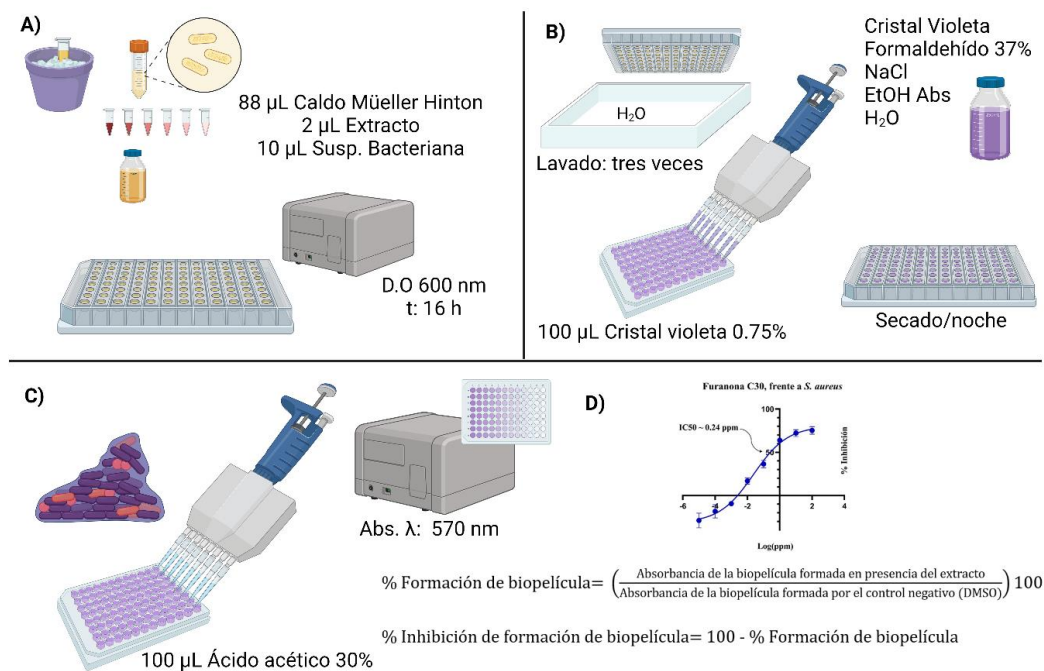 A)
88 µL Caldo Müeller Hinton
2 µL Extracto
10 µL Susp. Bacteriana
D.O 600 nm
t: 16 h
B)
Cristal Violeta
Formaldehído 37%
NaCl
EtOH Abs
H₂O
H₂O
Lavado: tres veces
100 µL Cristal violeta 0.75%
Secado/noche
C)
Abs. λ: 570 nm
100 µL Ácido acético 30%
D)
Furanona C30, frente a S. aureus
IC50 ~ 0.24 ppm
100
50
% Inhibición
-6 -4 -2 0 2 4
Log(ppm)
% Formación de biopelícula= (Absorbancia de la biopelícula formada en presencia del extracto / Absorbancia de la biopelícula formada por el control negativo (DMSO)) 100
% Inhibición de formación de biopelícula= 100 - % Formación de biopelícula